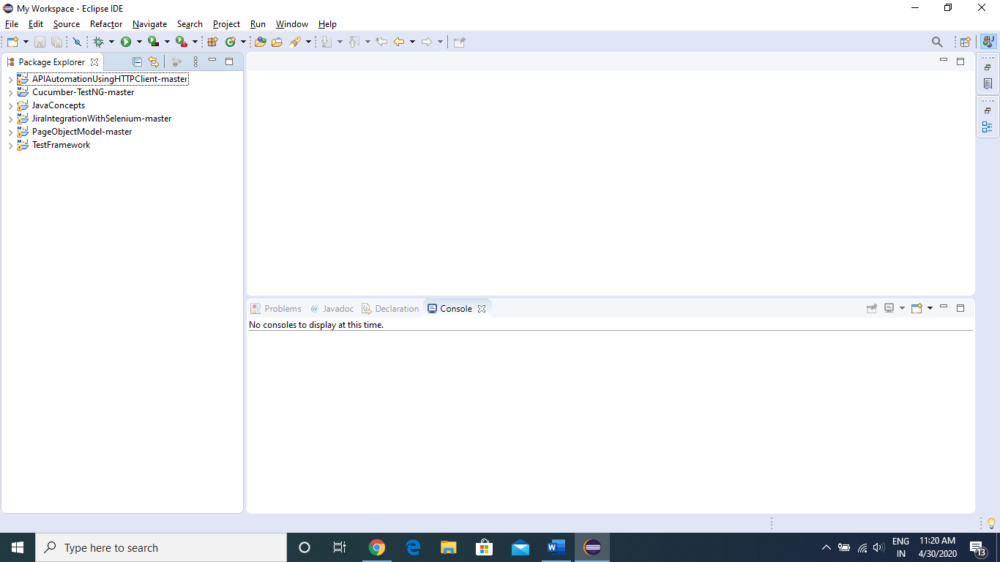 My Workspace - Eclipse IDE
File Edit Source Refactor Navigate Search Project Run Window Help
Package Explorer
APIAutomationUsingHTTPClient-master
Cucumber-TestNG-master
JavaConcepts
JiraIntegrationWithSelenium-master
PageObjectModel-master
TestFramework
Problems @ Javadoc Declaration Console
No consoles to display at this time.
Type here to search
ENG
IN
11:20 AM
4/30/2020
13